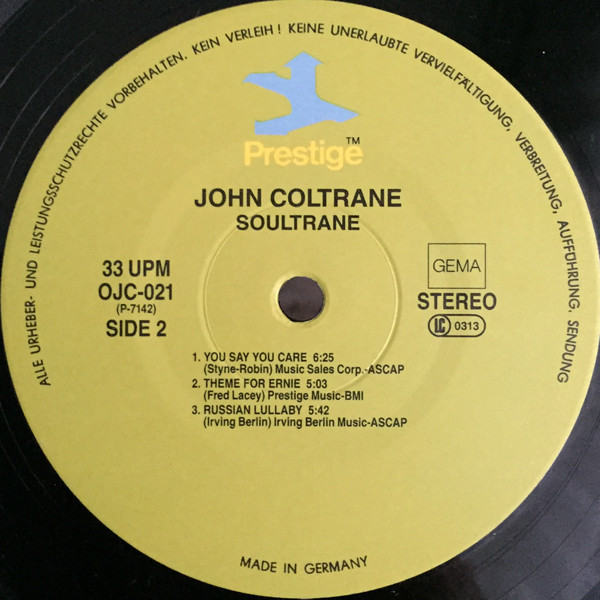 ALLE URHEBER- UND LEISTUNGSSCHUTZRECHTE VORBEHALTEN. KEIN VERLEIH! KEINE UNERLAUBTE VERVIELFÄLTIGUNG, VERBREITUNG, AUFFÜHRUNG, SENDUNG
Prestige™
JOHN COLTRANE
SOULTRANE
33 UPM
OJC-021
(P-7142)
SIDE 2
GEMA
STEREO
LC 0313
1. YOU SAY YOU CARE 6:25
(Styne-Robin) Music Sales Corp.-ASCAP
2. THEME FOR ERNIE 5:03
(Fred Lacey) Prestige Music-BMI
3. RUSSIAN LULLABY 5:42
(Irving Berlin) Irving Berlin Music-ASCAP
MADE IN GERMANY